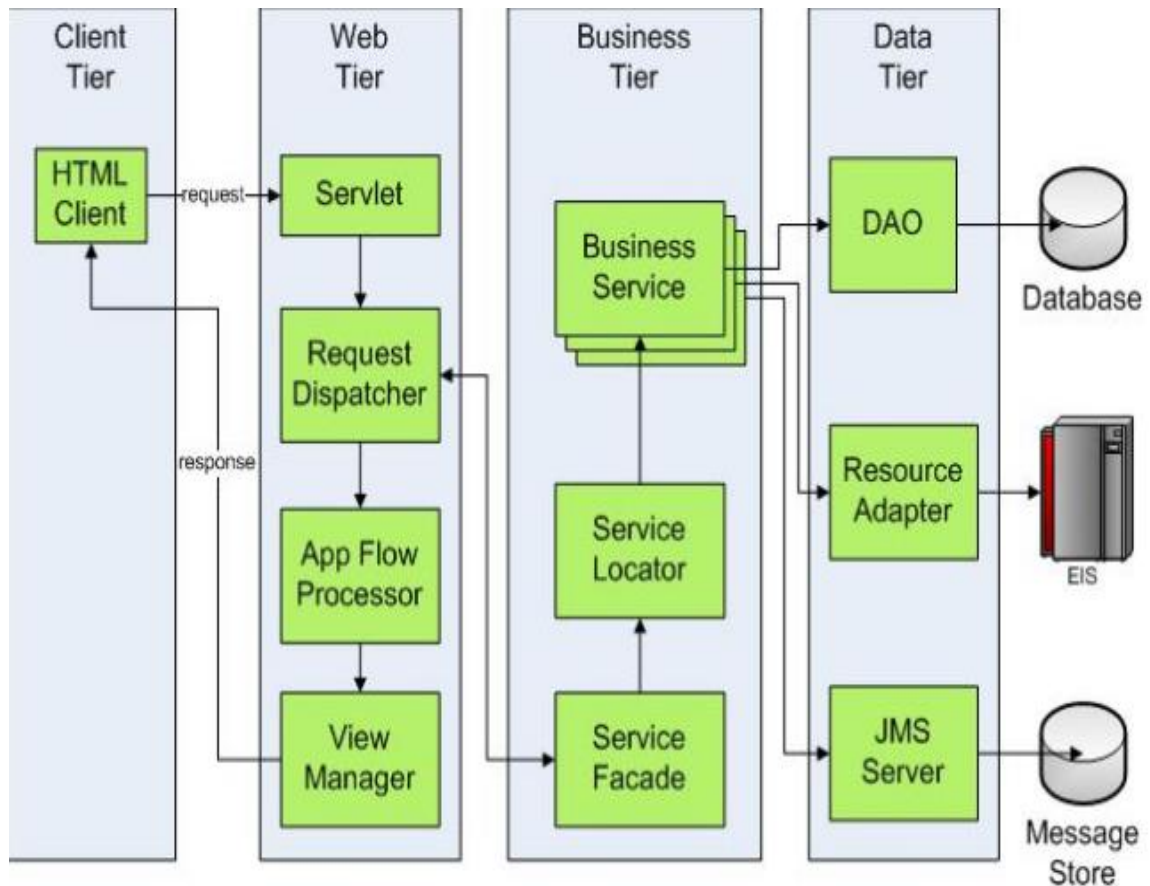 Client
Tier
Web
Tier
Business
Tier
Data
Tier
HTML
Client
request
Servlet
Business
Service
DAO
Database
Request
Dispatcher
response
Service
Locator
Resource
Adapter
EIS
App Flow
Processor
View
Manager
Service
Facade
JMS
Server
Message
Store